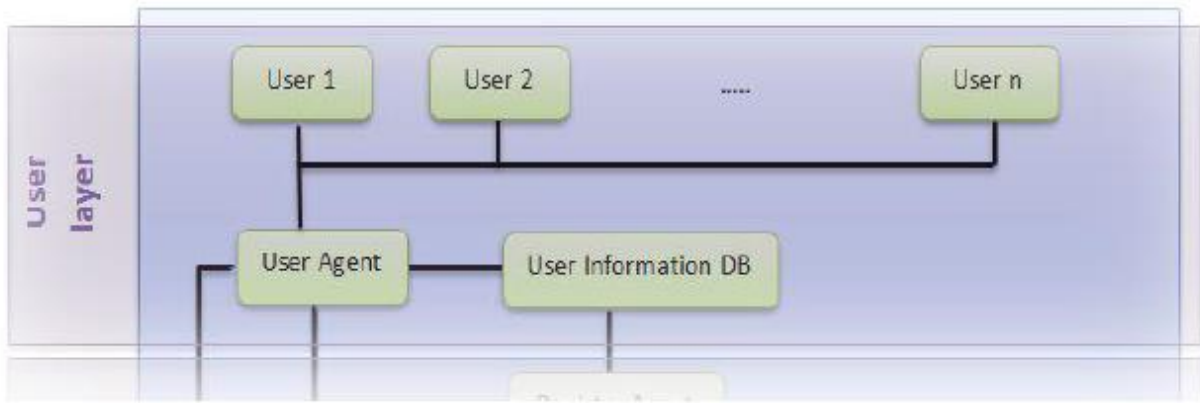 User 1
User 2
.....
User n
User
layer
User Agent
User Information DB